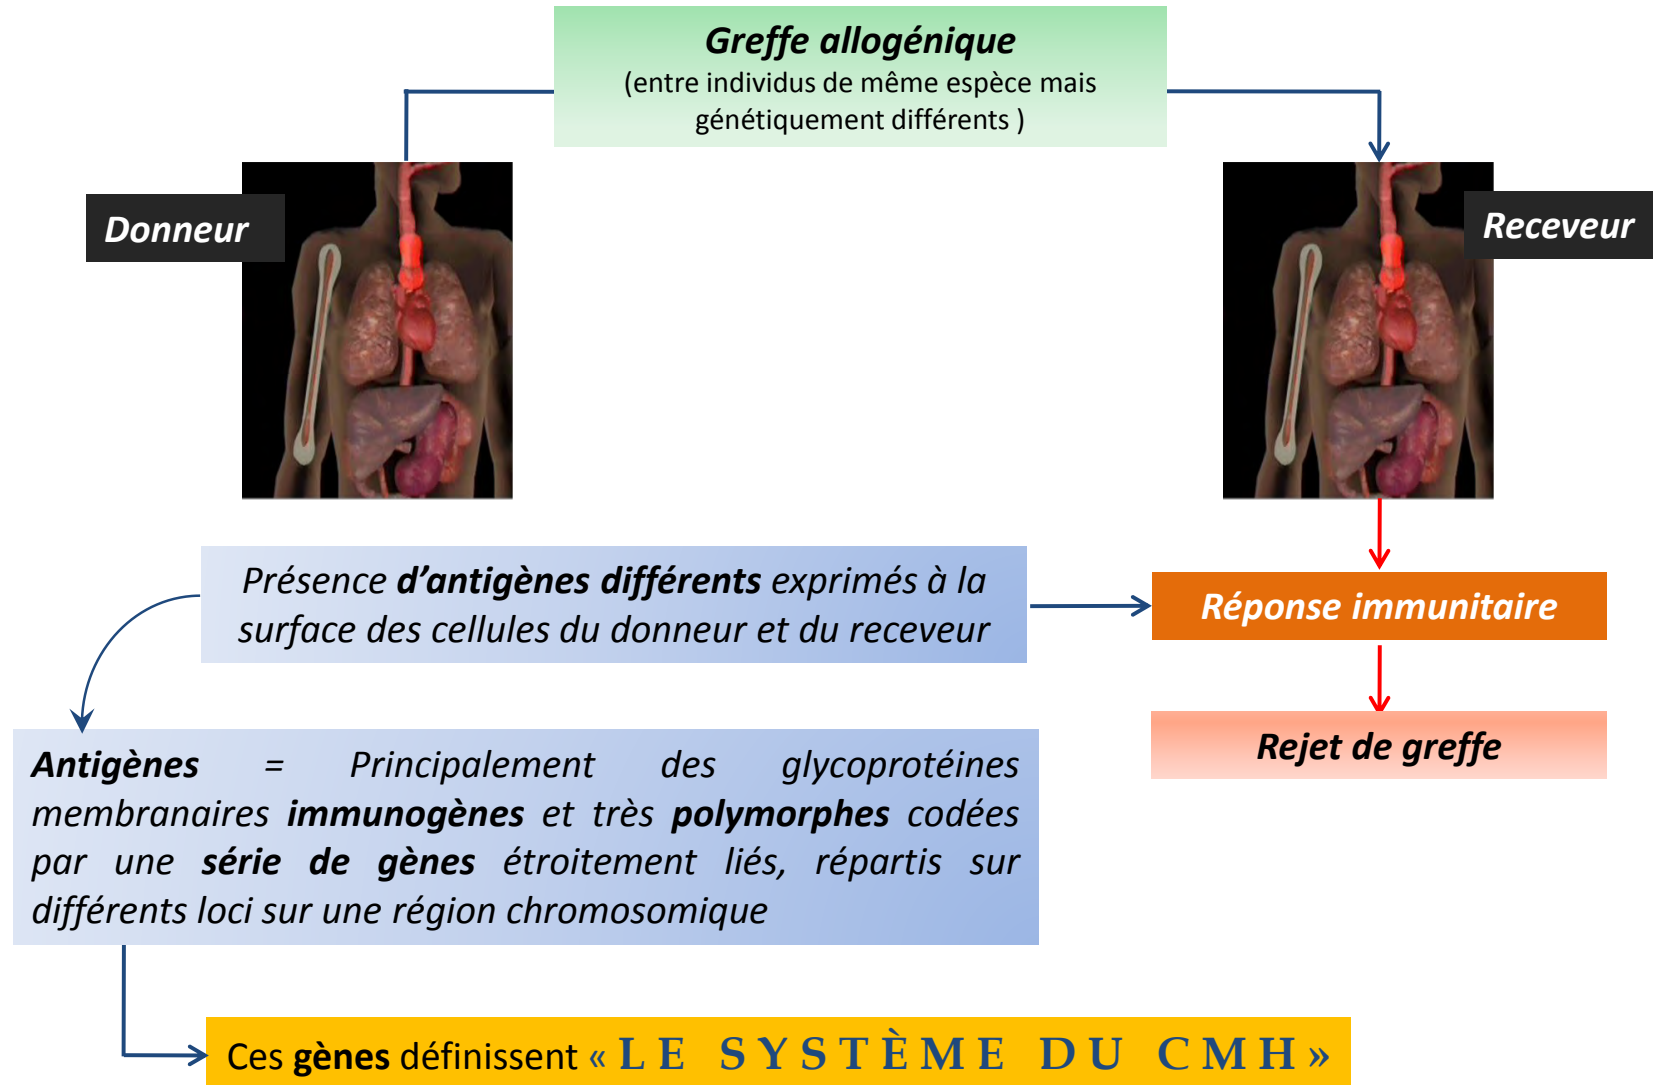 Greffe allogénique
(entre individus de même espèce mais
génétiquement différents )
Donneur
Receveur
Présence d’antigènes différents exprimés à la
surface des cellules du donneur et du receveur
Réponse immunitaire
Rejet de greffe
Antigènes = Principalement des glycoprotéines
membranaires immunogènes et très polymorphes codées
par une série de gènes étroitement liés, répartis sur
différents loci sur une région chromosomique
Ces gènes définissent « LE SYSTÈME DU CMH »